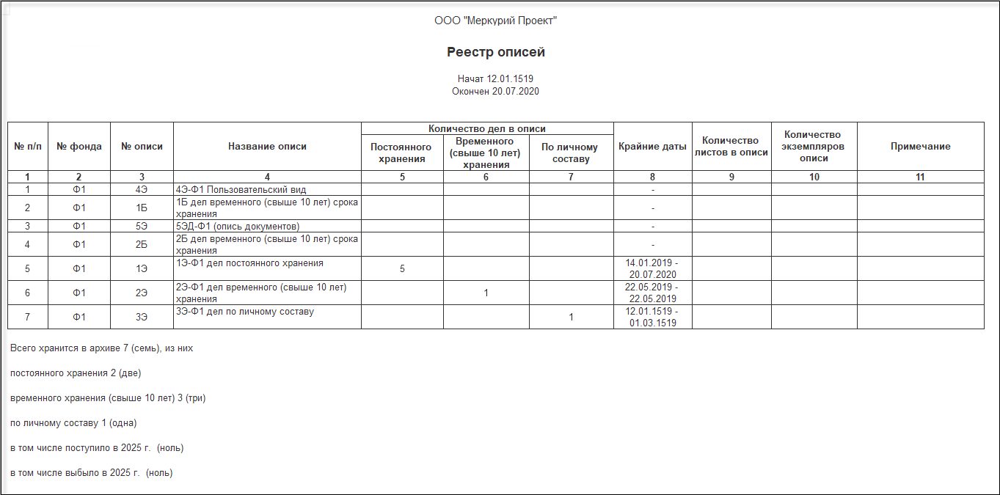 ООО "Меркурий Проект"
Реестр описей
Начат 12.01.1519
Окончен 20.07.2020
№ п/п № фонда № описи Название описи Количество дел в описи Крайние даты Количество листов в описи Количество экземпляров описи Примечание
Постоянного хранения Временного (свыше 10 лет) хранения По личному составу
1 2 3 4 5 6 7 8 9 10 11
1 Ф1 4Э 4Э-Ф1 Пользовательский вид -
2 Ф1 1Б 1Б дел временного (свыше 10 лет) срока хранения -
3 Ф1 5Э 5ЭД-Ф1 (опись документов) -
4 Ф1 2Б 2Б дел временного (свыше 10 лет) срока хранения -
5 Ф1 1Э 1Э-Ф1 дел постоянного хранения 5 14.01.2019 - 20.07.2020
6 Ф1 2Э 2Э-Ф1 дел временного (свыше 10 лет) хранения 1 22.05.2019 - 22.05.2019
7 Ф1 3Э 3Э-Ф1 дел по личному составу 1 12.01.1519 - 01.03.1519
Всего хранится в архиве 7 (семь), из них
постоянного хранения 2 (две)
временного хранения (свыше 10 лет) 3 (три)
по личному составу 1 (одна)
в том числе поступило в 2025 г. (ноль)
в том числе выбыло в 2025 г. (ноль)